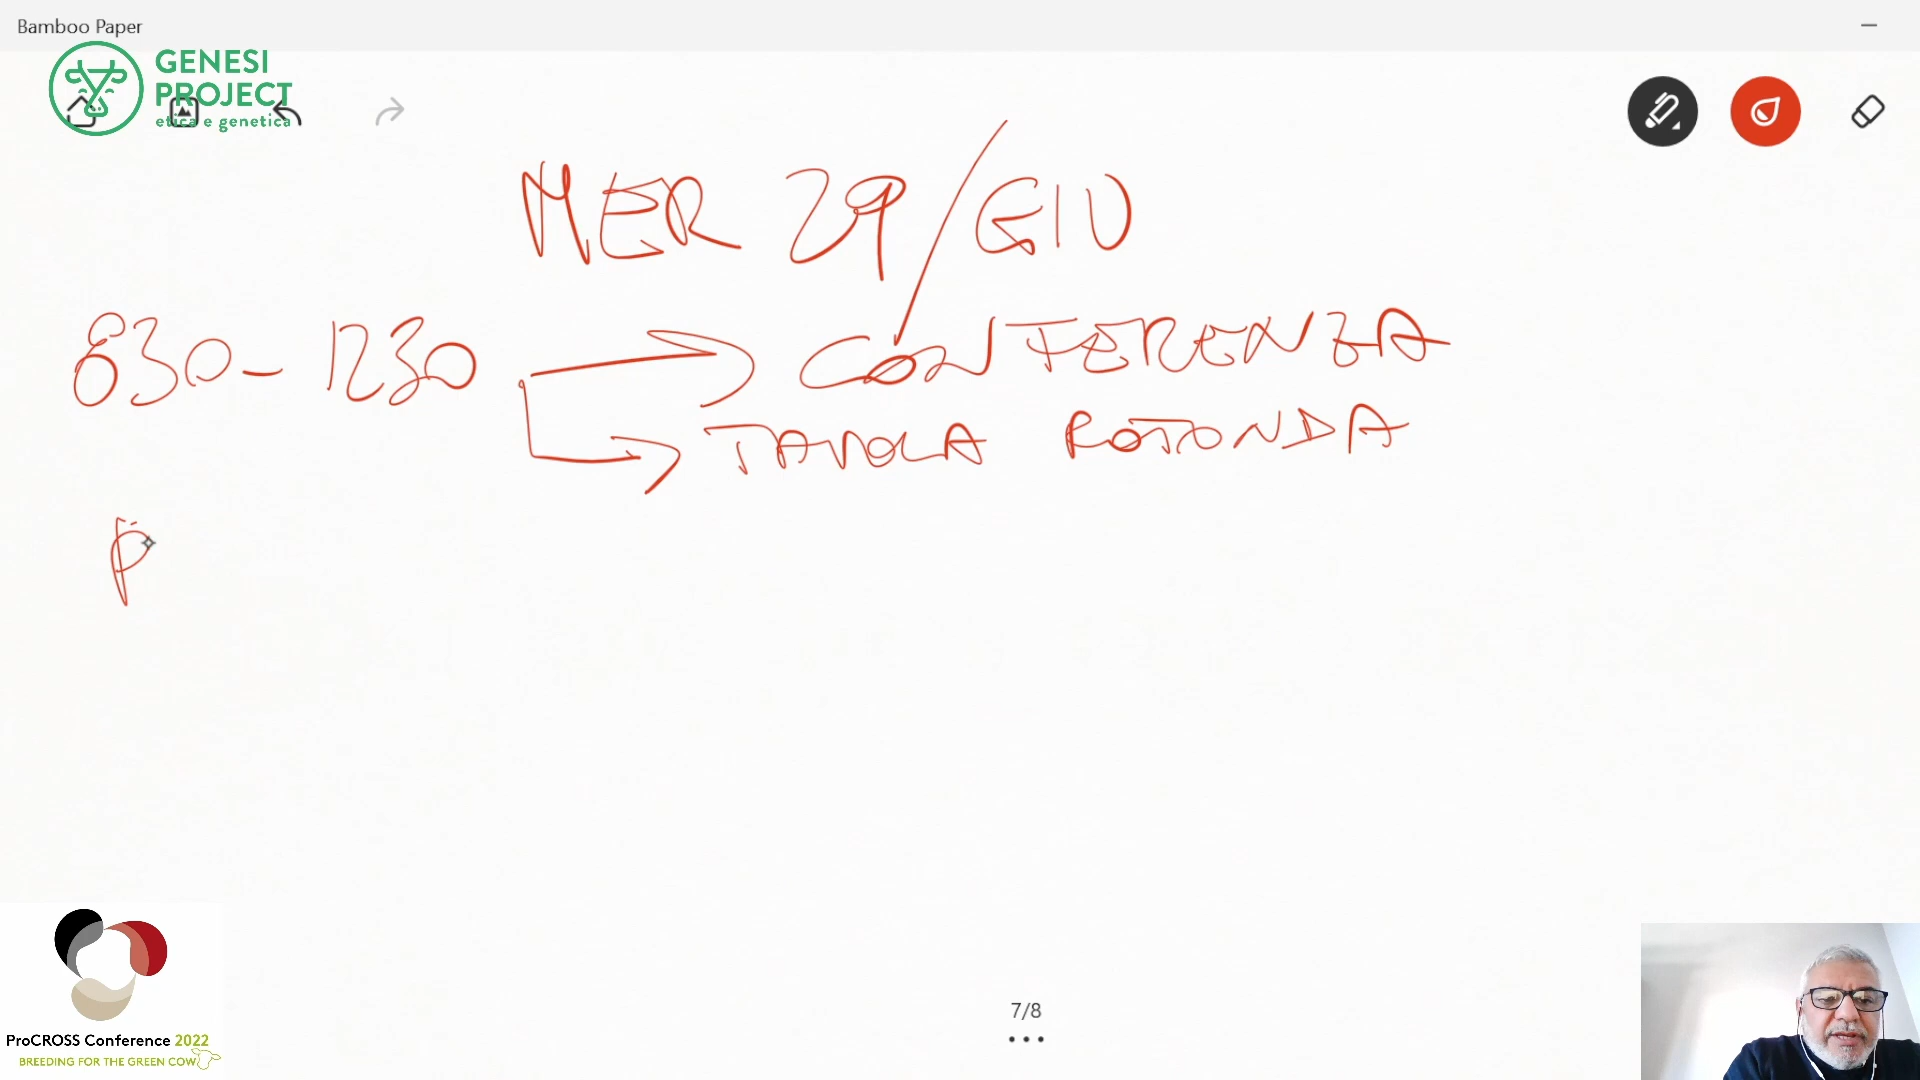 Bamboo Paper
GENESI
PROJECT
etica e genetica
MER 29/GIU
830-1230 CONFERENZA
TAVOLA ROTONDA
P
7/8
ProCROSS Conference 2022
BREEDING FOR THE GREEN COW